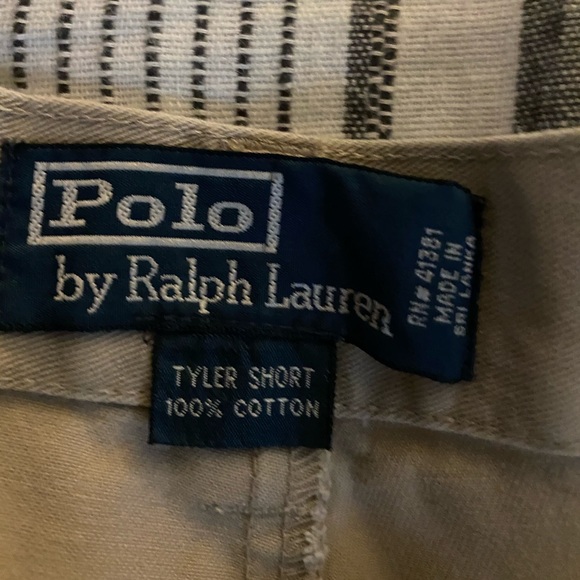 Polo
by Ralph Lauren
RN# 41381
MADE IN
SRI LANKA
TYLER SHORT
100% COTTON